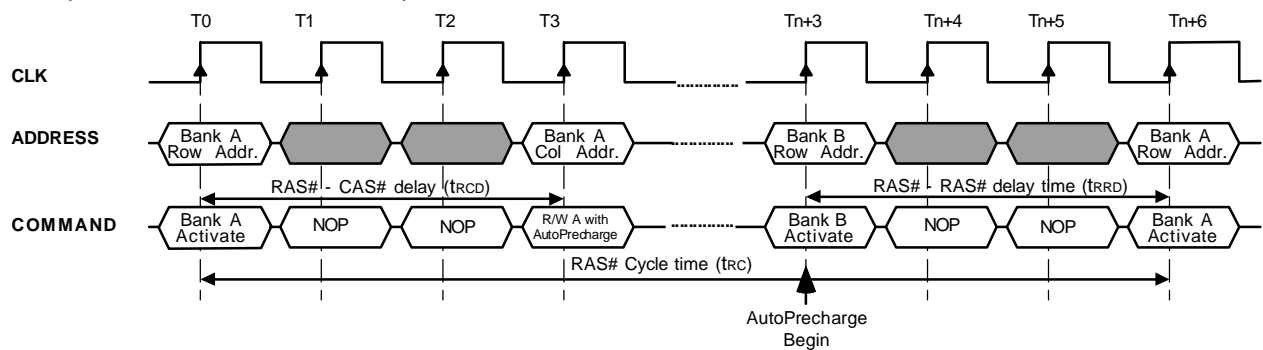 T0 T1 T2 T3 Tn+3 Tn+4 Tn+5 Tn+6
CLK
ADDRESS
Bank A
Row Addr.
Bank A
Col Addr.
Bank B
Row Addr.
Bank A
Row Addr.
RAS# - CAS# delay (tRCD)
RAS# - RAS# delay time (tRRD)
COMMAND
Bank A
Activate
NOP
NOP
R/W A with
AutoPrecharge
Bank B
Activate
NOP
NOP
Bank A
Activate
RAS# Cycle time (tRC)
AutoPrecharge
Begin